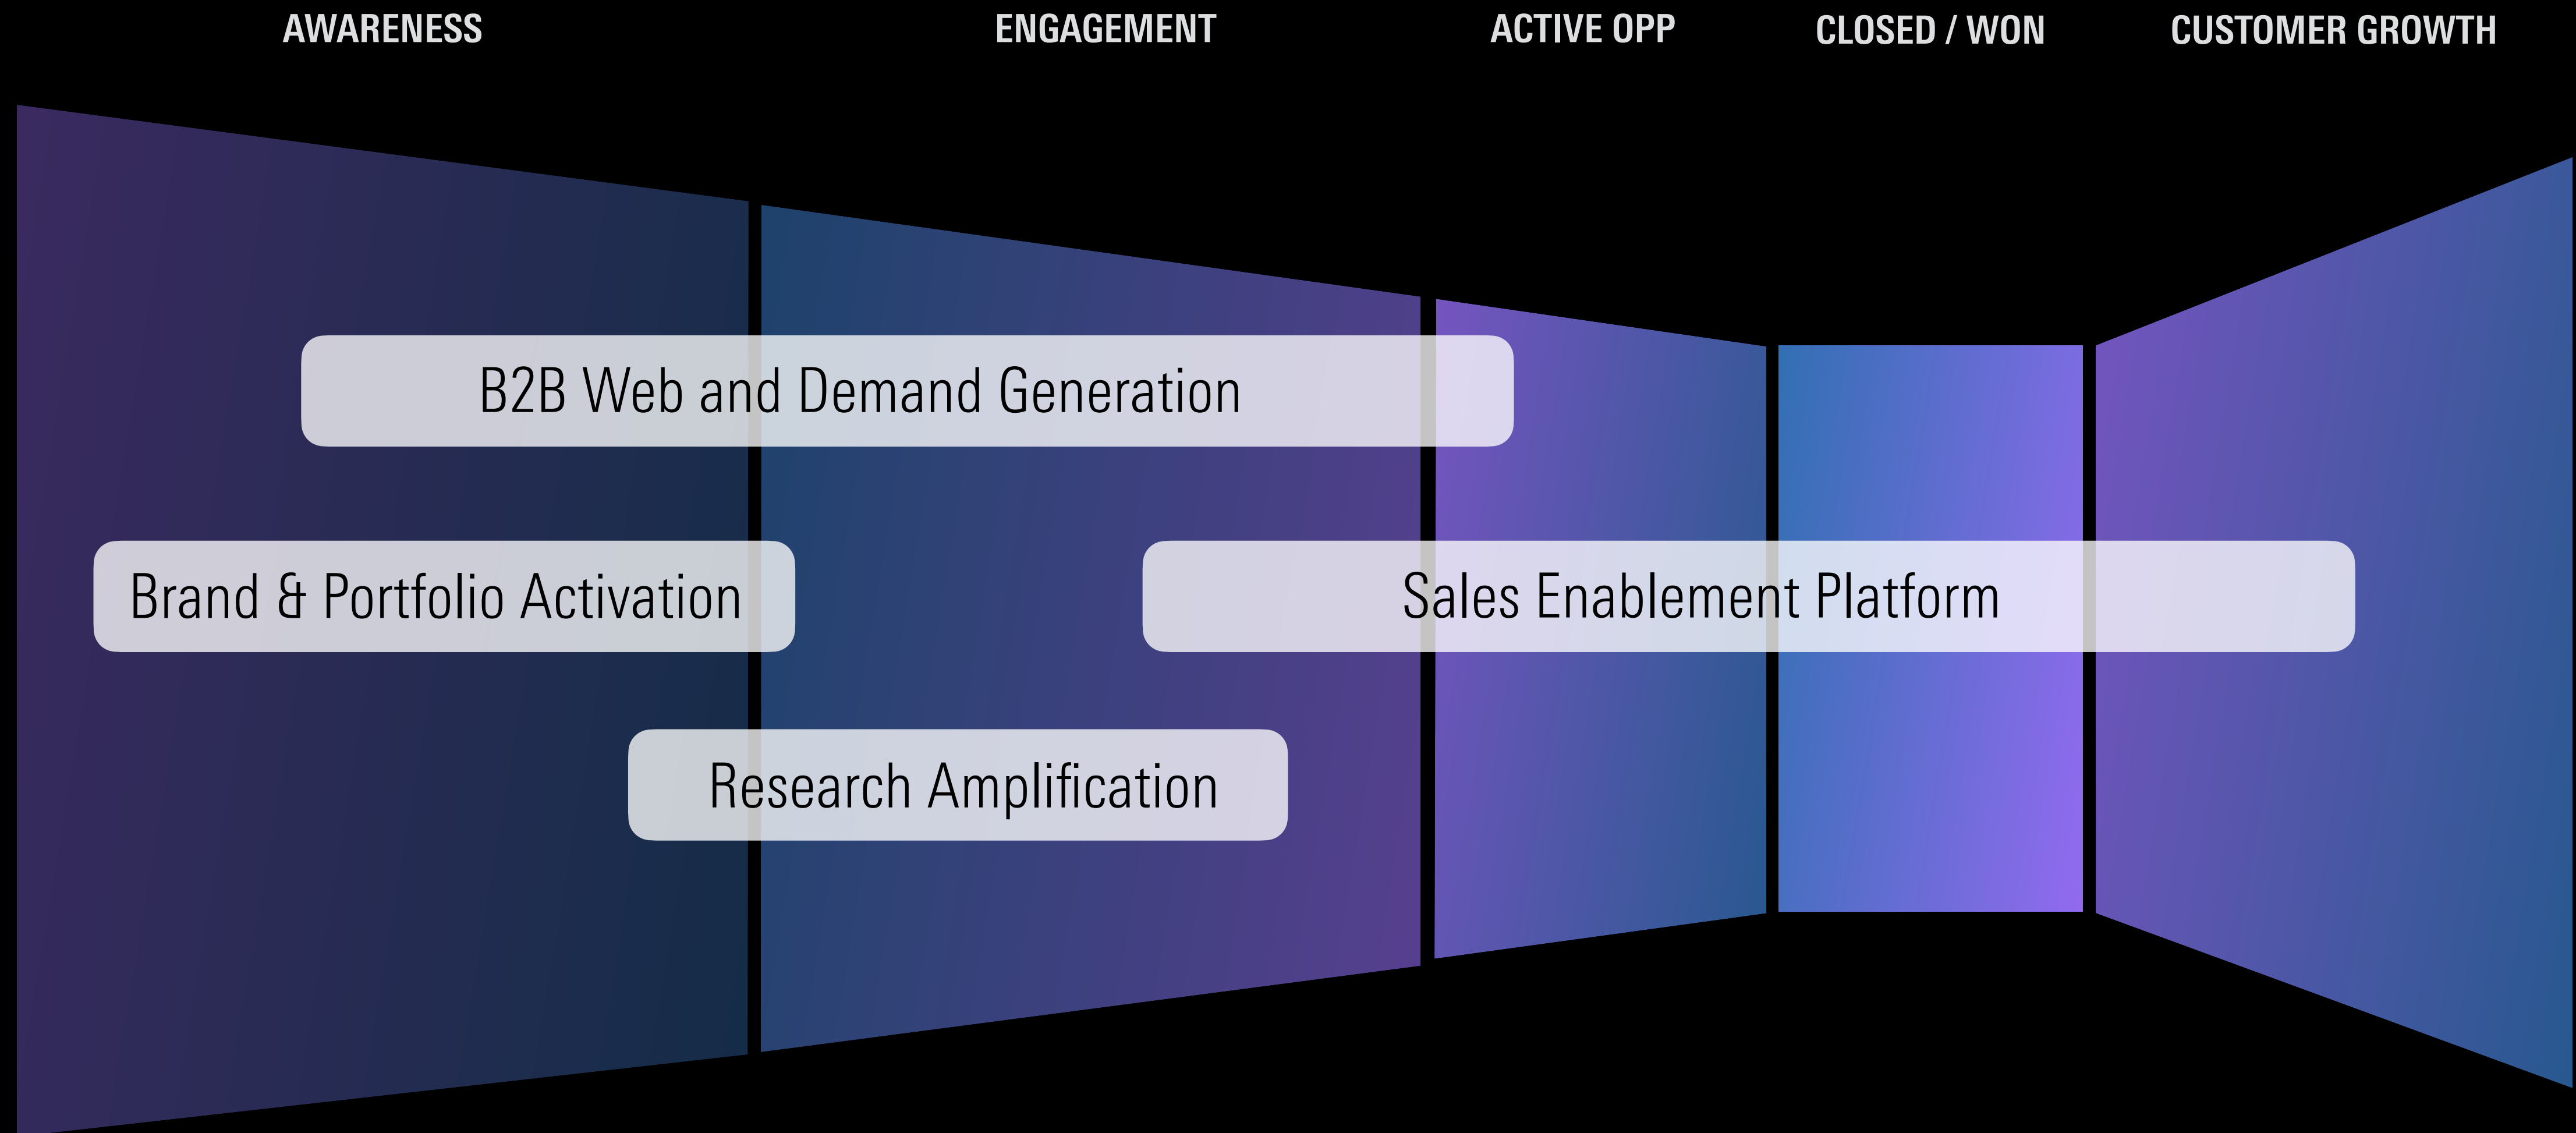 AWARENESS
ENGAGEMENT
ACTIVE OPP
CLOSED / WON
CUSTOMER GROWTH
B2B Web and Demand Generation
Brand & Portfolio Activation
Sales Enablement Platform
Research Amplification